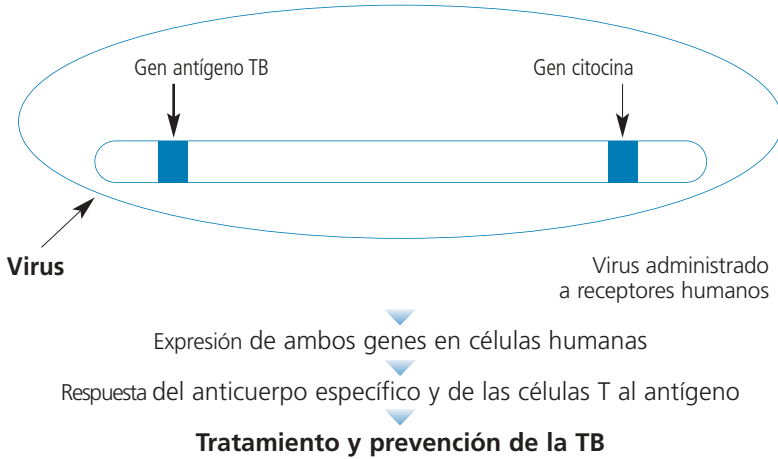 Gen antígeno TB
Gen citocina
Virus
Virus administrado
a receptores humanos
Expresión de ambos genes en células humanas
Respuesta del anticuerpo específico y de las células T al antígeno
Tratamiento y prevención de la TB